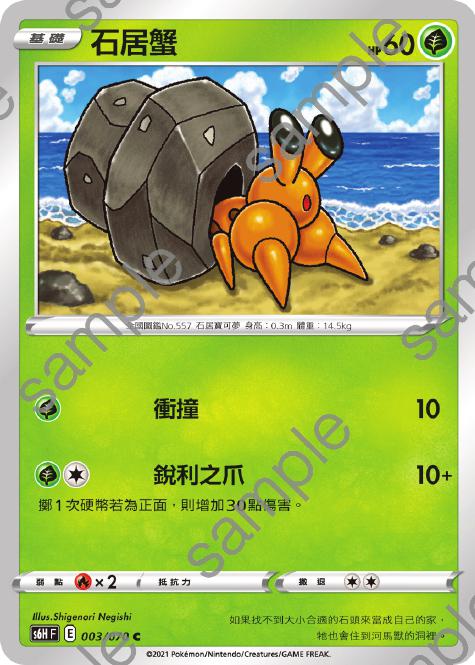 基礎 石居蟹 HP60
sample
全國圖鑑No.557 石居寶可夢 身高:0.3m 體重:14.5kg
衝撞 10
銳利之爪 10+
擲1次硬幣若為正面,則增加30點傷害。
弱點 ×2 抵抗力 撤退
Illus.Shigenori Negishi
s6H F E 003/070 C
如果找不到大小合適的石頭來當成自己的家,
牠也會住到河馬獸的洞裡。
©2021 Pokémon/Nintendo/Creatures/GAME FREAK.